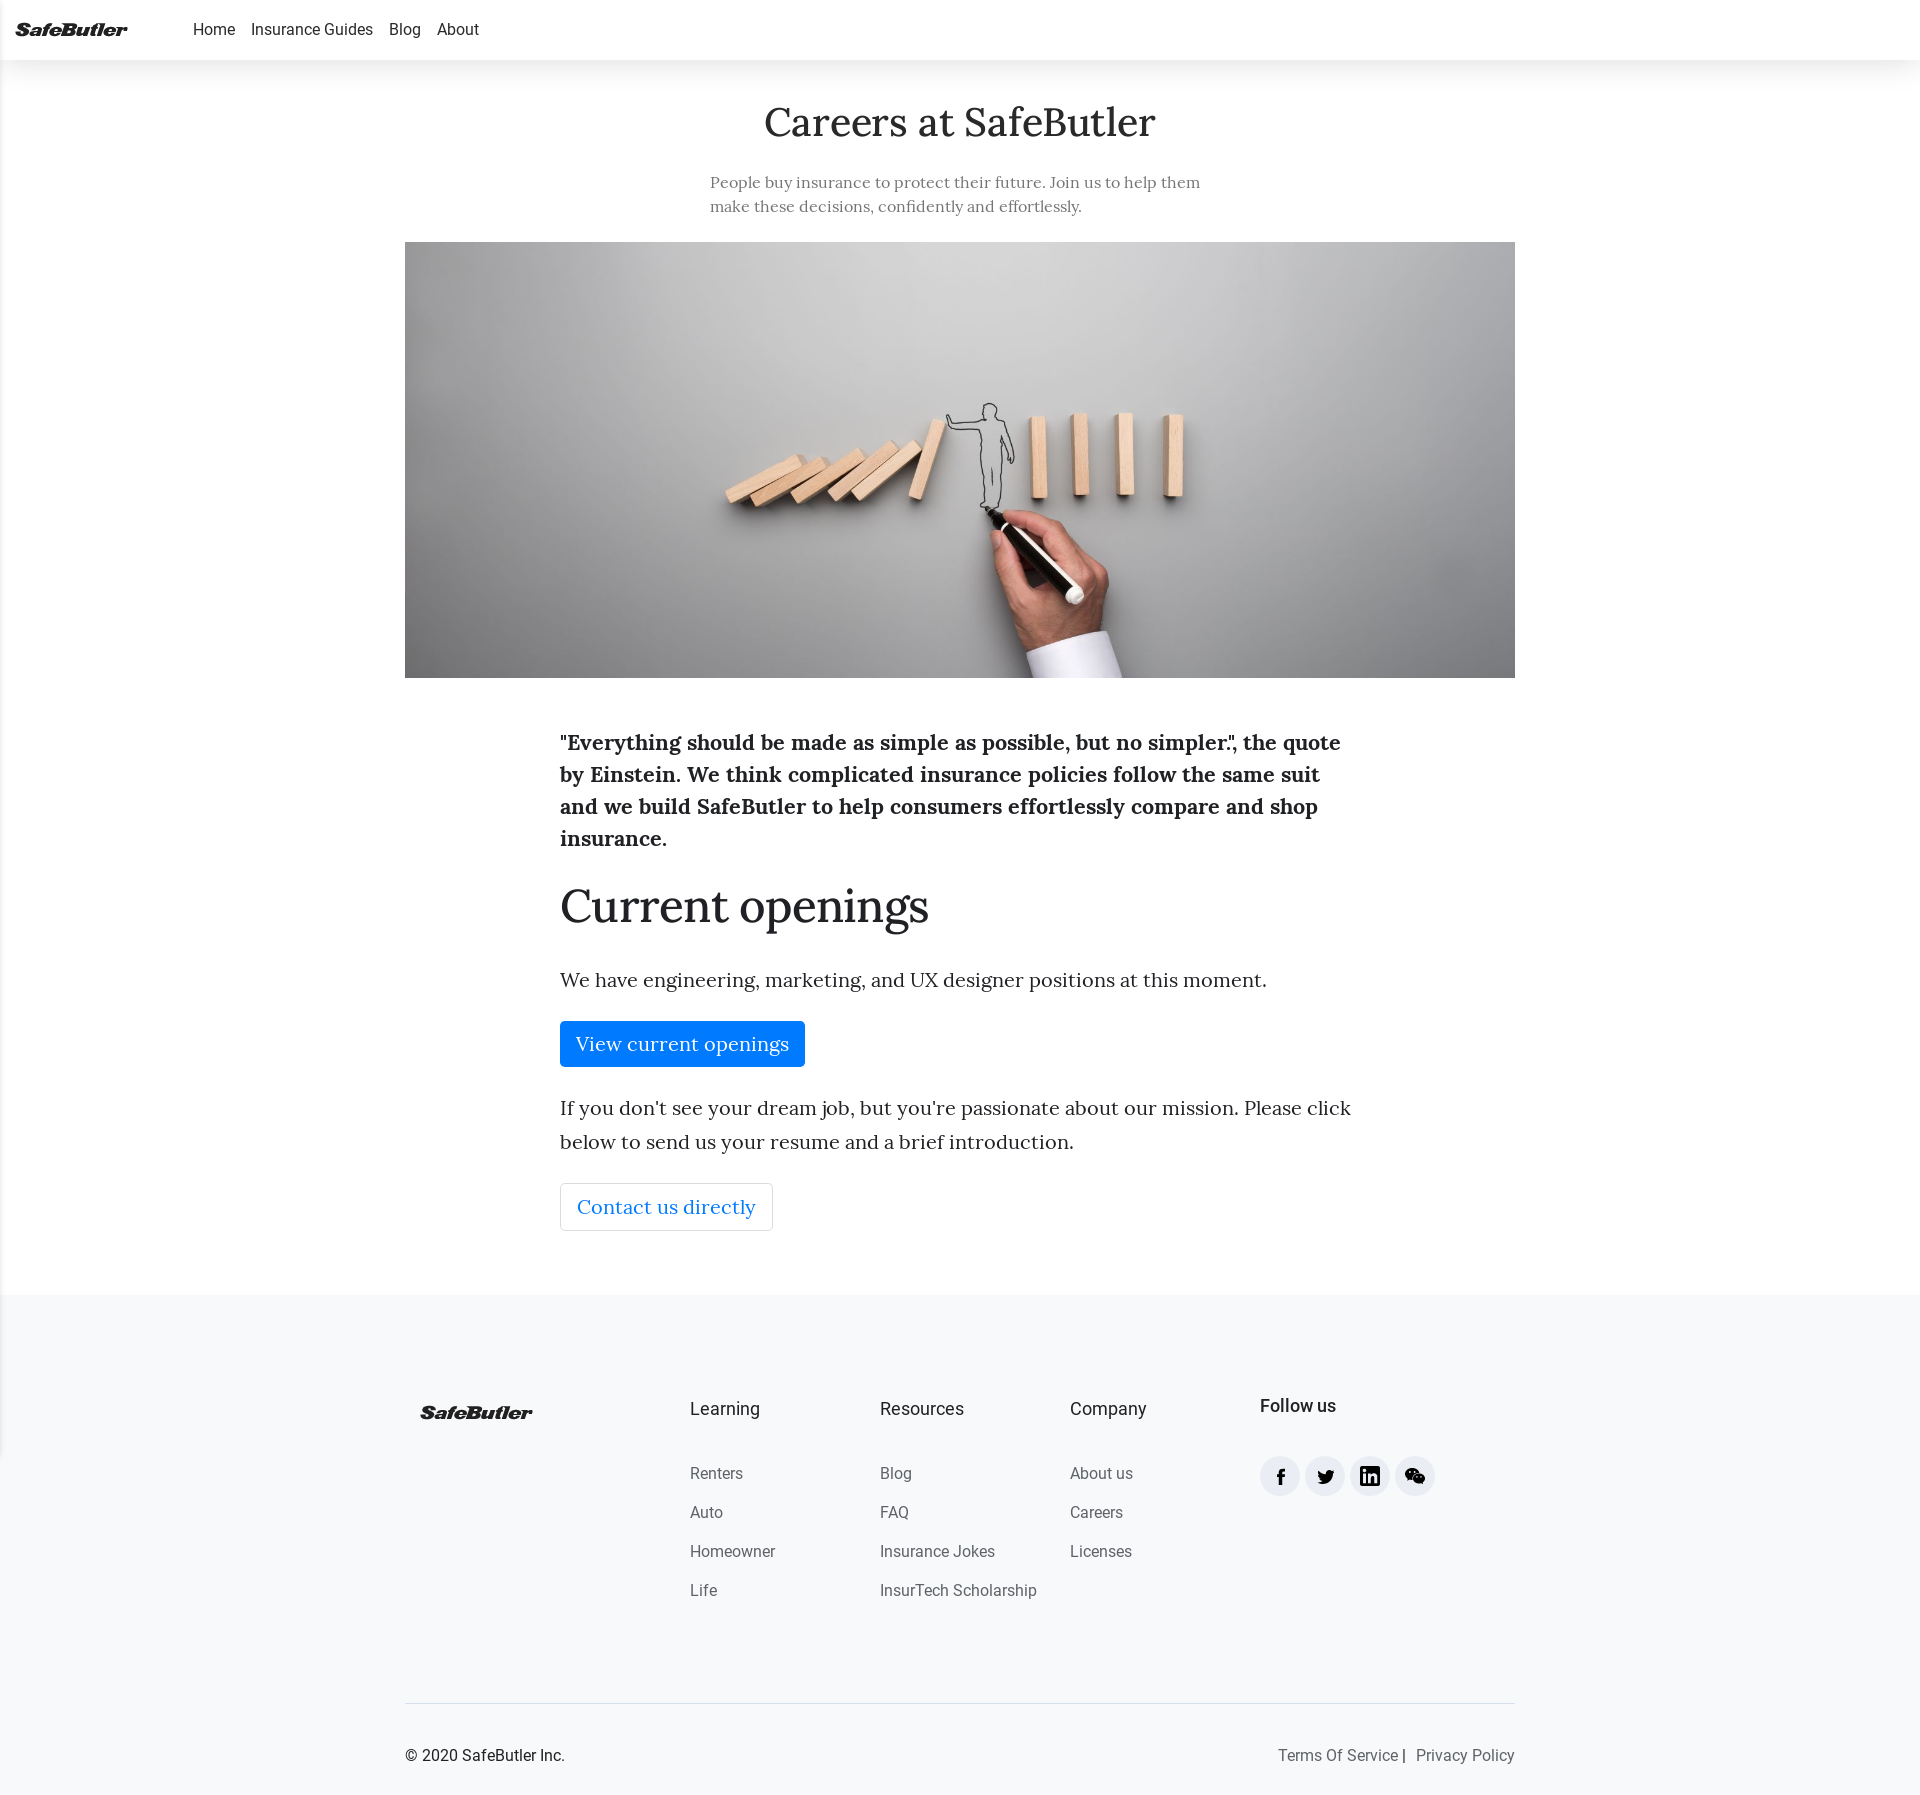 SafeButler
Home Insurance Guides Blog About
Careers at SafeButler
People buy insurance to protect their future. Join us to help them
make these decisions, confidently and effortlessly.
"Everything should be made as simple as possible, but no simpler.", the quote
by Einstein. We think complicated insurance policies follow the same suit
and we build SafeButler to help consumers effortlessly compare and shop
insurance.
Current openings
We have engineering, marketing, and UX designer positions at this moment.
View current openings
If you don't see your dream job, but you're passionate about our mission. Please click
below to send us your resume and a brief introduction.
Contact us directly
SafeButler
Learning
Renters
Auto
Homeowner
Life
Resources
Blog
FAQ
Insurance Jokes
InsurTech Scholarship
Company
About us
Careers
Licenses
Follow us
© 2020 SafeButler Inc.
Terms Of Service | Privacy Policy